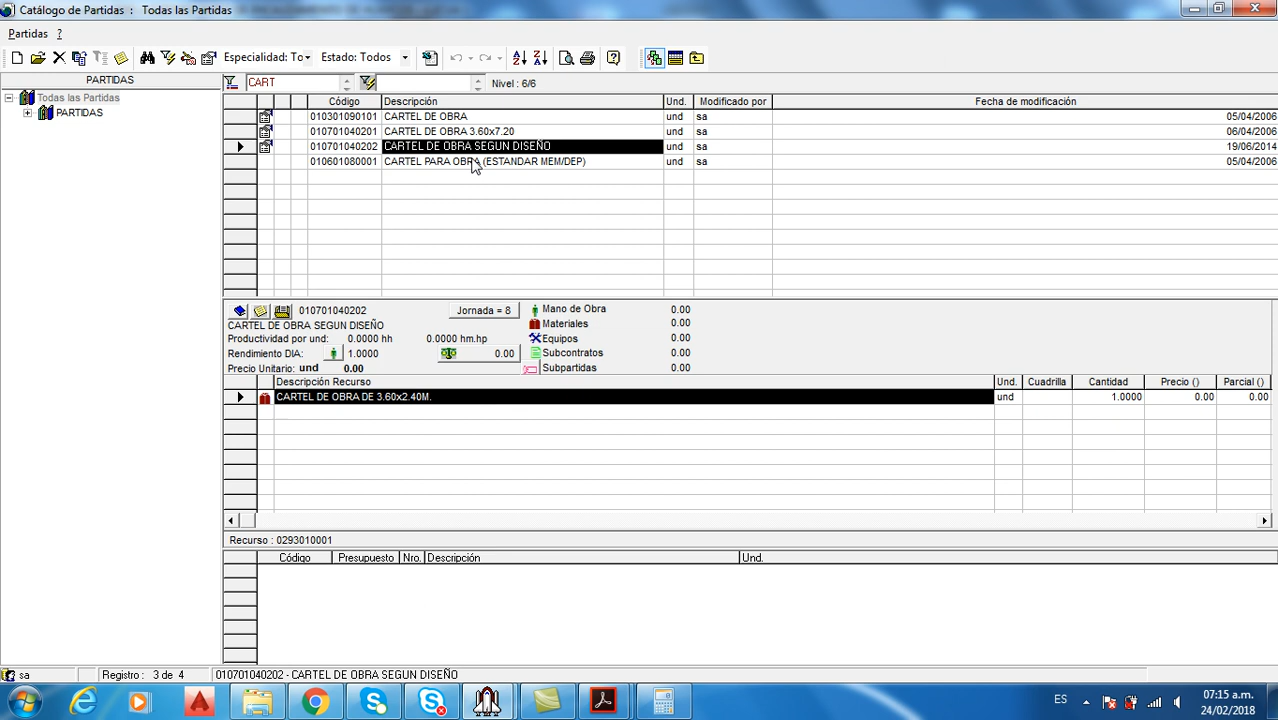 Catálogo de Partidas : Todas las Partidas
Partidas ?
Especialidad: To Estado: Todos
PARTIDAS
CART Nivel : 6/6
Todas las Partidas
PARTIDAS
Código Descripción Und. Modificado por Fecha de modificación
010301090101 CARTEL DE OBRA und sa 05/04/2006
010701040201 CARTEL DE OBRA 3.60x7.20 und sa 06/04/2006
010701040202 CARTEL DE OBRA SEGUN DISEÑO und sa 19/06/2014
010601080001 CARTEL PARA OBRA (ESTANDAR MEM/DEP) und sa 05/04/2006
010701040202 Jornada = 8 Mano de Obra 0.00
CARTEL DE OBRA SEGUN DISEÑO Materiales 0.00
Productividad por und: 0.0000 hh 0.0000 hm.hp Equipos 0.00
Rendimiento DIA: 1.0000 0.00 Subcontratos 0.00
Precio Unitario: und 0.00 Subpartidas 0.00
Descripción Recurso Und. Cuadrilla Cantidad Precio () Parcial ()
CARTEL DE OBRA DE 3.60x2.40M. und 1.0000 0.00 0.00
Recurso : 0293010001
Código Presupuesto Nro. Descripción Und.
sa Registro : 3 de 4 010701040202 - CARTEL DE OBRA SEGUN DISEÑO
ES 07:15 a.m.
24/02/2018